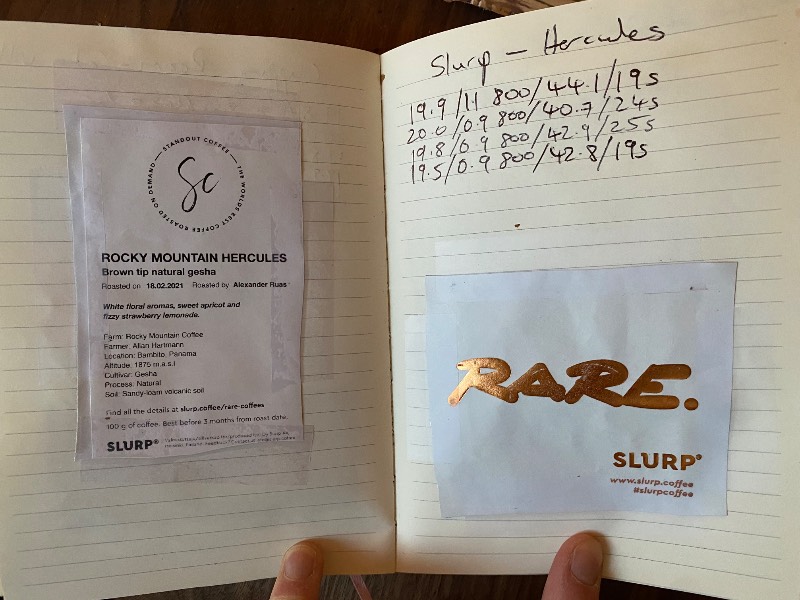 STANDOUT COFFEE — THE WORLDS BEST COFFEE ROASTED ON DEMAND —
Sc
ROCKY MOUNTAIN HERCULES
Brown tip natural gesha
Roasted on 18.02.2021 Roasted by Alexander Ruas
White floral aromas, sweet apricot and
fizzy strawberry lemonade.
Farm: Rocky Mountain Coffee
Farmer: Allan Hartmann
Location: Bambito, Panama
Altitude: 1875 m.a.s.l
Cultivar: Gesha
Process: Natural
Soil: Sandy-loam volcanic soil
Find all the details at slurp.coffee/rare-coffees
100 g of coffee. Best before 3 months from roast date.
SLURP®
Slurp — Hercules
19.9/11 800/44.1/19s
20.0/0.9 800/40.7/24s
19.8/0.9 800/42.9/25s
19.5/0.9 800/42.8/19s
RARE.
SLURP®
www.slurp.coffee
#slurpcoffee